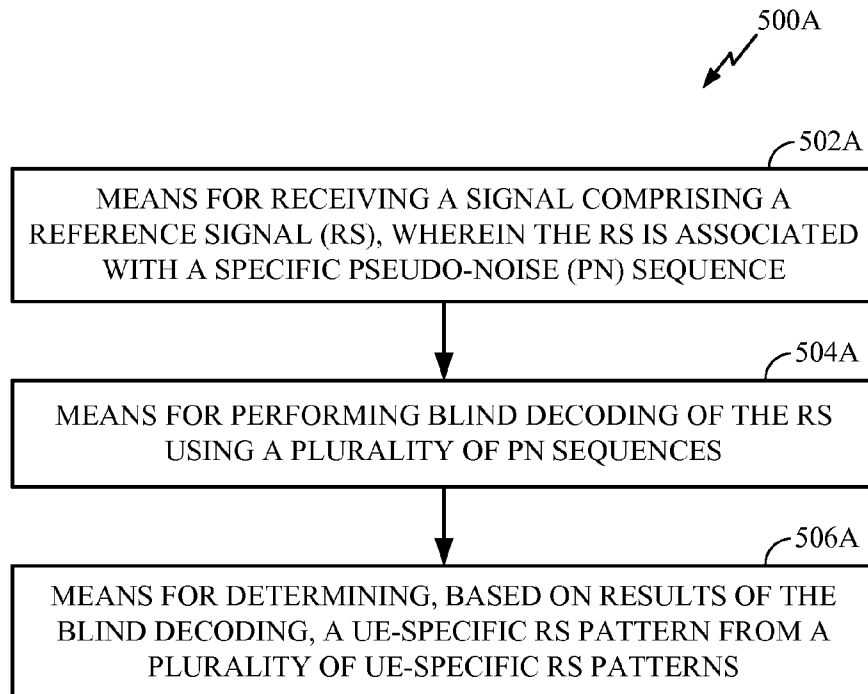 500A
502A
MEANS FOR RECEIVING A SIGNAL COMPRISING A
REFERENCE SIGNAL (RS), WHEREIN THE RS IS ASSOCIATED
WITH A SPECIFIC PSEUDO-NOISE (PN) SEQUENCE
504A
MEANS FOR PERFORMING BLIND DECODING OF THE RS
USING A PLURALITY OF PN SEQUENCES
506A
MEANS FOR DETERMINING, BASED ON RESULTS OF THE
BLIND DECODING, A UE-SPECIFIC RS PATTERN FROM A
PLURALITY OF UE-SPECIFIC RS PATTERNS